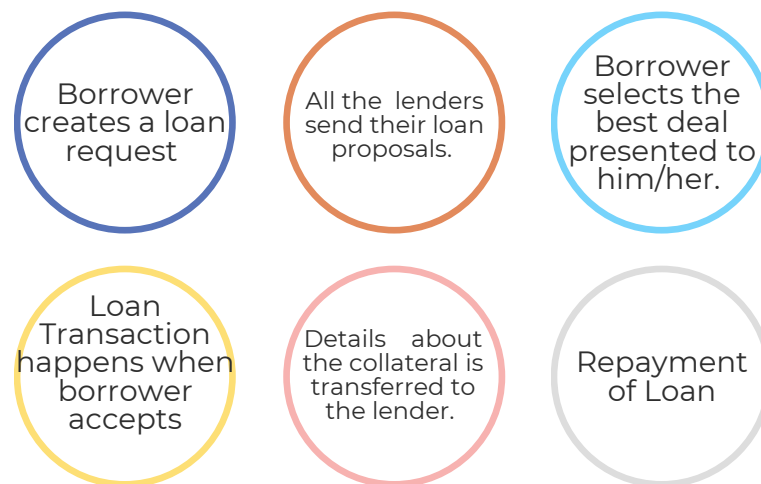 Borrower
creates a loan
request
All the lenders
send their loan
proposals.
Borrower
selects the
best deal
presented to
him/her.
Loan
Transaction
happens when
borrower
accepts
Details about
the collateral is
transferred to
the lender.
Repayment
of Loan